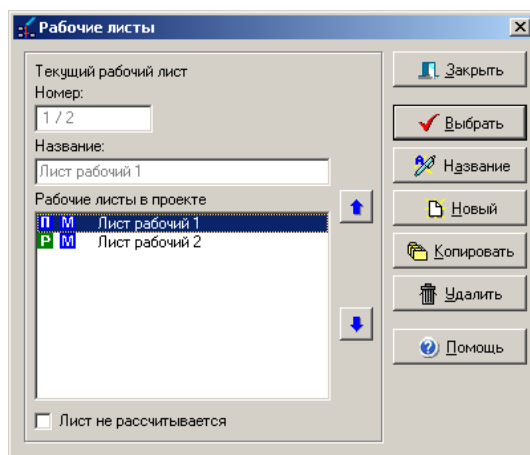 Рабочие листы
Текущий рабочий лист
Номер:
1 / 2
Название:
Лист рабочий 1
Рабочие листы в проекте
П М Лист рабочий 1
Р М Лист рабочий 2
Лист не рассчитывается
Закрыть
Выбрать
Название
Новый
Копировать
Удалить
Помощь